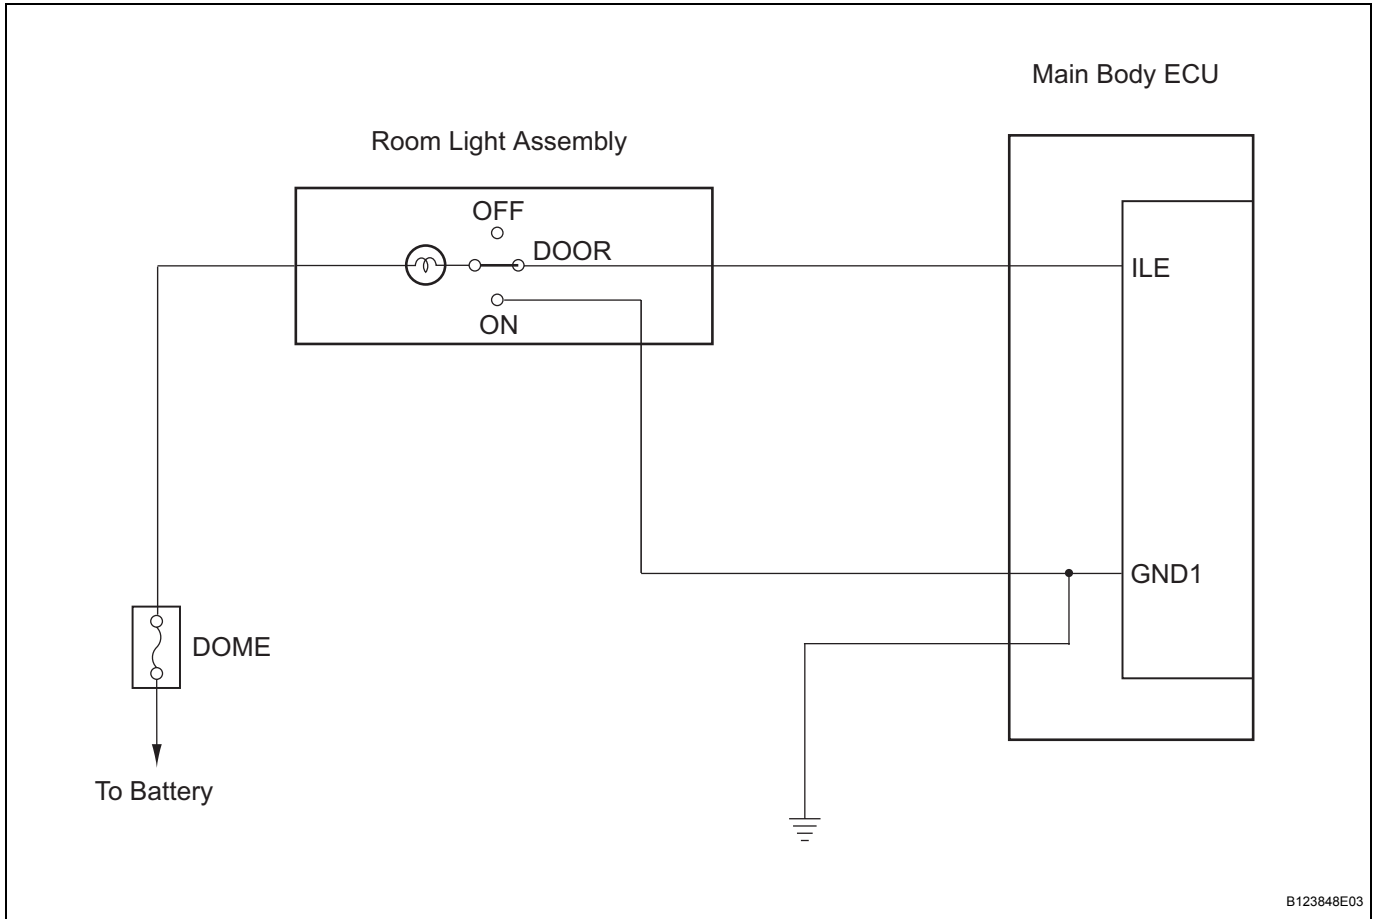 Main Body ECU
Room Light Assembly
OFF
DOOR
ILE
ON
GND1
DOME
To Battery
B123848E03